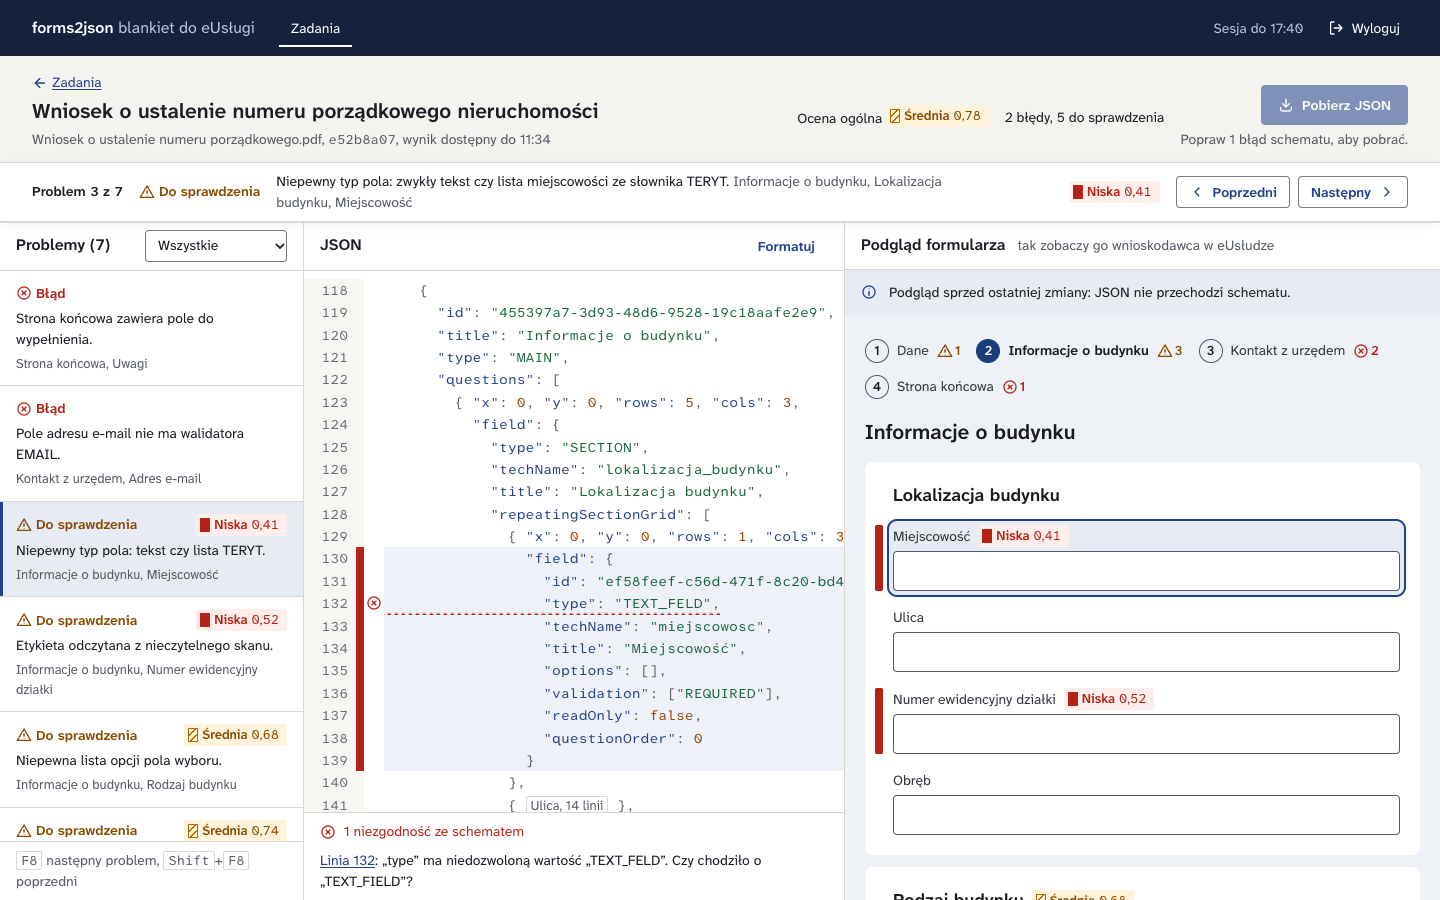 forms2json blankiet do eUsługi
Zadania
Sesja do 17:40
Wyloguj
Zadania
Wniosek o ustalenie numeru porządkowego nieruchomości
Wniosek o ustalenie numeru porządkowego.pdf, e52b8a07, wynik dostępny do 11:34
Ocena ogólna Średnia 0,78
2 błędy, 5 do sprawdzenia
Pobierz JSON
Popraw 1 błąd schematu, aby pobrać.
Problem 3 z 7
Do sprawdzenia
Niepewny typ pola: zwykły tekst czy lista miejscowości ze słownika TERYT. Informacje o budynku, Lokalizacja
budynku, Miejscowość
Niska 0,41
Poprzedni
Następny
Problemy (7)
Wszystkie
Błąd
Strona końcowa zawiera pole do
wypełnienia.
Strona końcowa, Uwagi
Błąd
Pole adresu e-mail nie ma walidatora
EMAIL.
Kontakt z urzędem, Adres e-mail
Do sprawdzenia Niska 0,41
Niepewny typ pola: tekst czy lista TERYT.
Informacje o budynku, Miejscowość
Do sprawdzenia Niska 0,52
Etykieta odczytana z nieczytelnego skanu.
Informacje o budynku, Numer ewidencyjny
działki
Do sprawdzenia Średnia 0,68
Niepewna lista opcji pola wyboru.
Informacje o budynku, Rodzaj budynku
Do sprawdzenia Średnia 0,74
F8 następny problem, Shift+F8
poprzedni
JSON
Formatuj
118 {
119 "id": "455397a7-3d93-48d6-9528-19c18aafe2e9",
120 "title": "Informacje o budynku",
121 "type": "MAIN",
122 "questions": [
123 { "x": 0, "y": 0, "rows": 5, "cols": 3,
124 "field": {
125 "type": "SECTION",
126 "techName": "lokalizacja_budynku",
127 "title": "Lokalizacja budynku",
128 "repeatingSectionGrid": [
129 { "x": 0, "y": 0, "rows": 1, "cols": 3
130 "field": {
131 "id": "ef58feef-c56d-471f-8c20-bd4
132 "type": "TEXT_FELD",
133 "techName": "miejscowosc",
134 "title": "Miejscowość",
135 "options": [],
136 "validation": ["REQUIRED"],
137 "readOnly": false,
138 "questionOrder": 0
139 }
140 },
141 { Ulica, 14 linii },
1 niezgodność ze schematem
Linia 132: „type” ma niedozwoloną wartość „TEXT_FELD”. Czy chodziło o
„TEXT_FIELD”?
Podgląd formularza tak zobaczy go wnioskodawca w eUsłudze
Podgląd sprzed ostatniej zmiany: JSON nie przechodzi schematu.
1 Dane 1 2 Informacje o budynku 3 3 Kontakt z urzędem 2
4 Strona końcowa 1
Informacje o budynku
Lokalizacja budynku
Miejscowość Niska 0,41
Ulica
Numer ewidencyjny działki Niska 0,52
Obręb
Rodzaj budynku Średnia 0,68